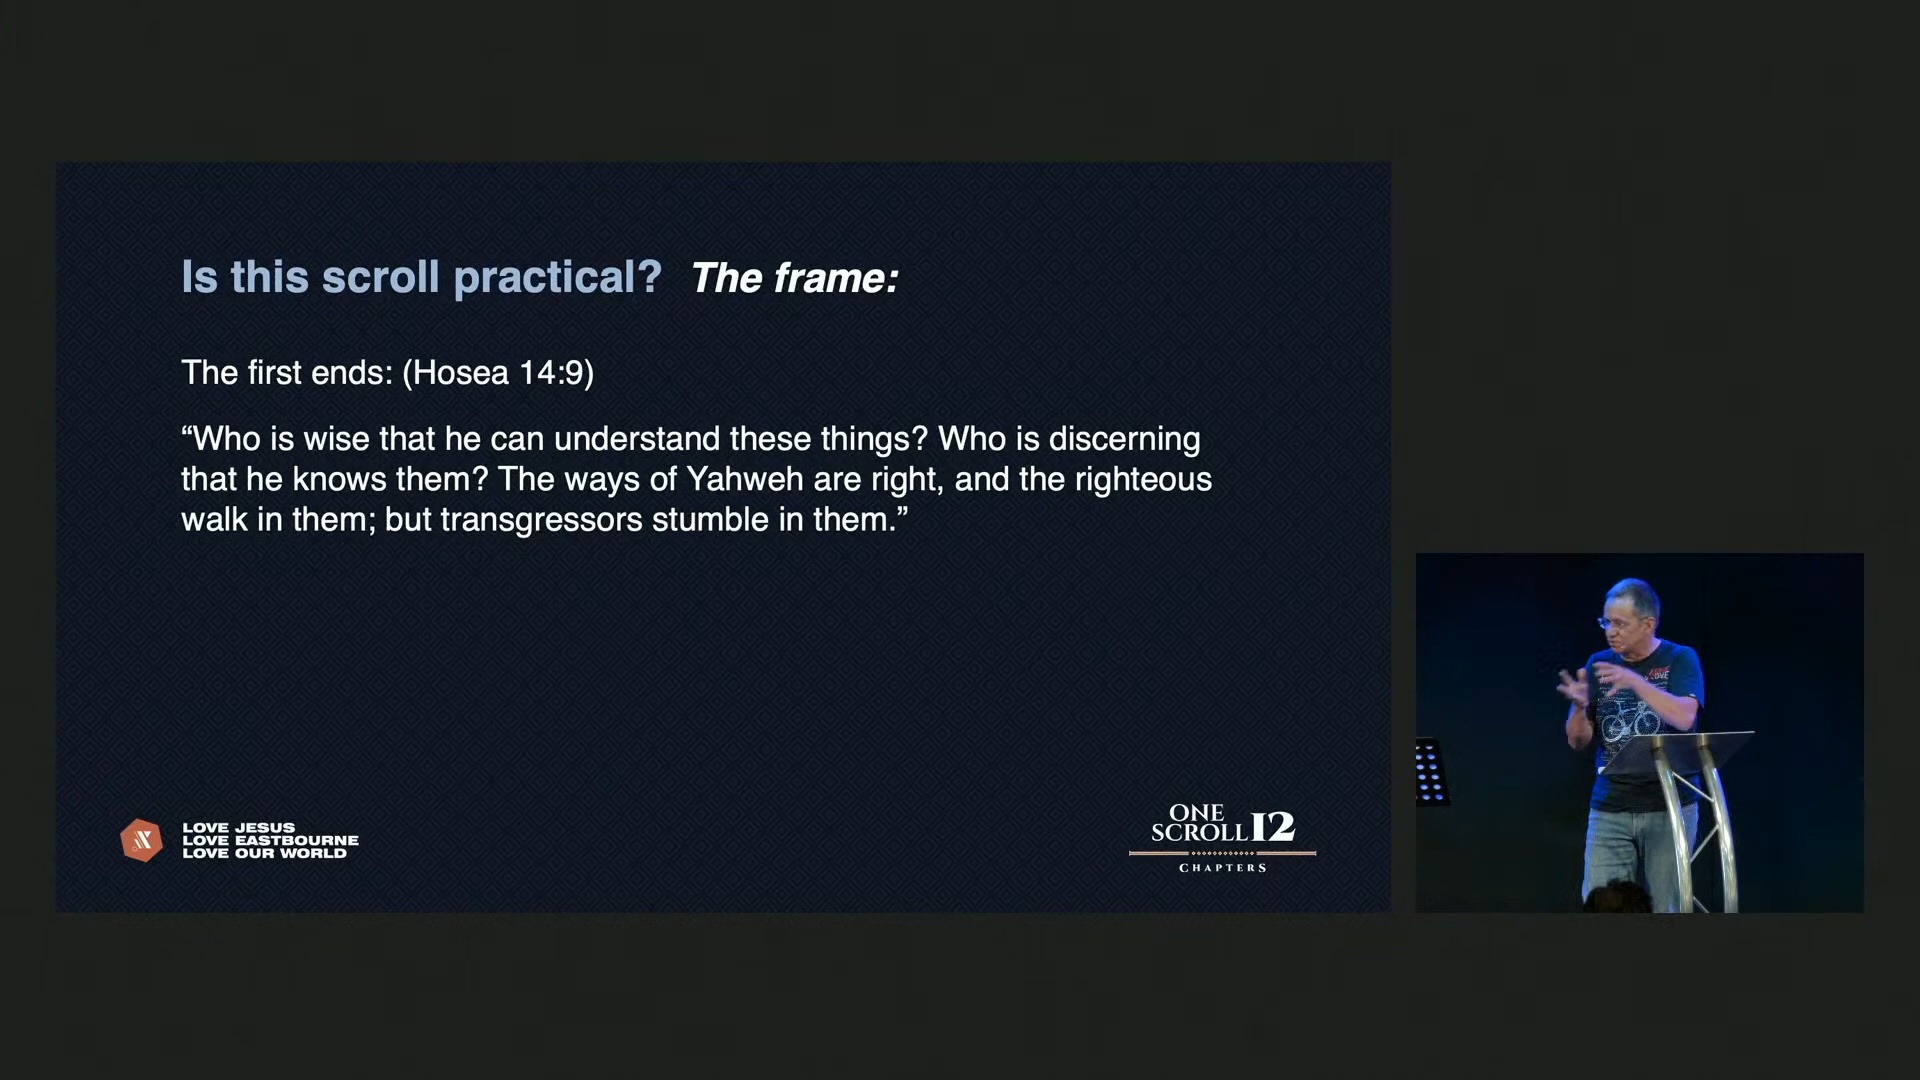 Is this scroll practical? The frame:
The first ends: (Hosea 14:9)
“Who is wise that he can understand these things? Who is discerning
that he knows them? The ways of Yahweh are right, and the righteous
walk in them; but transgressors stumble in them.”
LOVE JESUS
LOVE EASTBOURNE
LOVE OUR WORLD
ONE
SCROLL 12
CHAPTERS